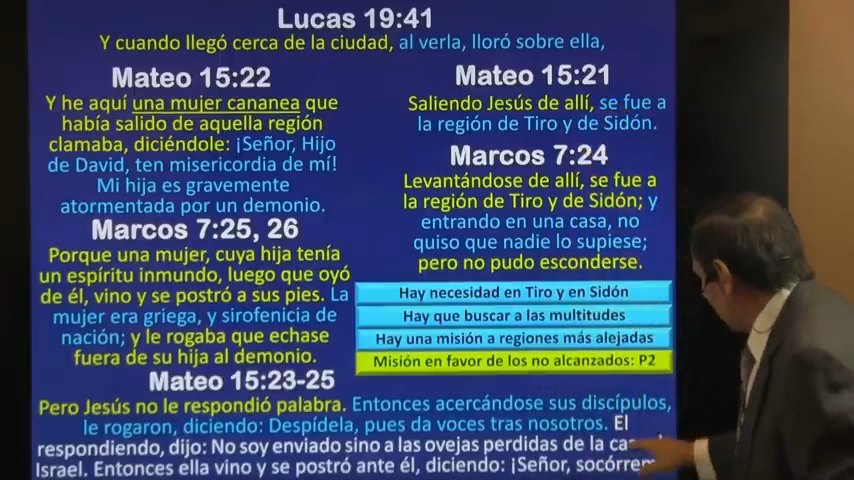 Lucas 19:41
Y cuando llegó cerca de la ciudad, al verla, lloró sobre ella,
Mateo 15:22
Y he aquí una mujer cananea que
había salido de aquella región
clamaba, diciéndole: ¡Señor, Hijo
de David, ten misericordia de mí!
Mi hija es gravemente
atormentada por un demonio.
Marcos 7:25, 26
Porque una mujer, cuya hija tenía
un espíritu inmundo, luego que oyó
de él, vino y se postró a sus pies. La
mujer era griega, y sirofenicia de
nación; y le rogaba que echase
fuera de su hija al demonio.
Mateo 15:21
Saliendo Jesús de allí, se fue a
la región de Tiro y de Sidón.
Marcos 7:24
Levantándose de allí, se fue a
la región de Tiro y de Sidón; y
entrando en una casa, no
quiso que nadie lo supiese;
pero no pudo esconderse.
Hay necesidad en Tiro y en Sidón
Hay que buscar a las multitudes
Hay una misión a regiones más alejadas
Misión en favor de los no alcanzados: P2
Mateo 15:23-25
Pero Jesús no le respondió palabra. Entonces acercándose sus discípulos,
le rogaron, diciendo: Despídela, pues da voces tras nosotros. El
respondiendo, dijo: No soy enviado sino a las ovejas perdidas de la
Israel. Entonces ella vino y se postró ante él, diciendo: ¡Señor,